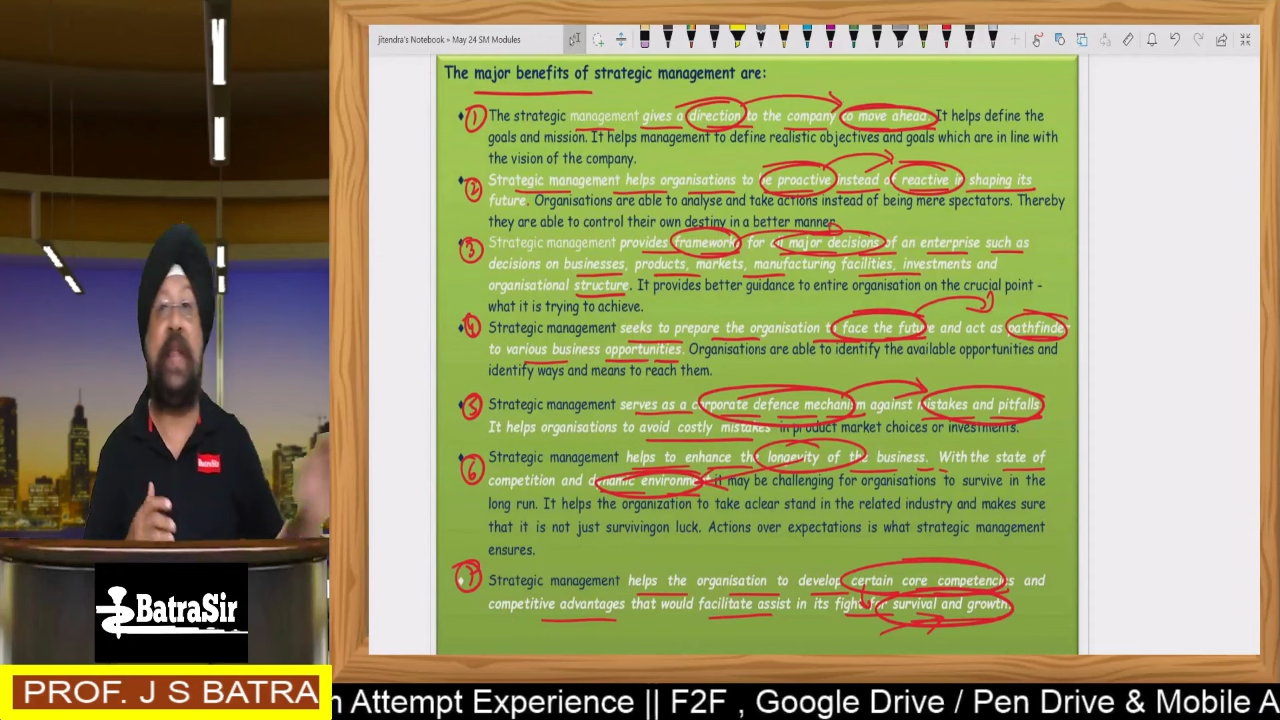 jitendra's Notebook » May 24 SM Modules
The major benefits of strategic management are:
1 The strategic management gives a direction to the company to move ahead. It helps define the
goals and mission. It helps management to define realistic objectives and goals which are in line with
the vision of the company.
2 Strategic management helps organisations to be proactive instead of reactive in shaping its
future. Organisations are able to analyse and take actions instead of being mere spectators. Thereby
they are able to control their own destiny in a better manner.
3 Strategic management provides framework for all major decisions of an enterprise such as
decisions on businesses, products, markets, manufacturing facilities, investments and
organisational structure. It provides better guidance to entire organisation on the crucial point -
what it is trying to achieve.
4 Strategic management seeks to prepare the organisation to face the future and act as pathfinder
to various business opportunities. Organisations are able to identify the available opportunities and
identify ways and means to reach them.
5 Strategic management serves as a corporate defence mechanism against mistakes and pitfalls
It helps organisations to avoid costly mistakes in product market choices or investments.
6 Strategic management helps to enhance the longevity of the business. With the state of
competition and dynamic environment it may be challenging for organisations to survive in the
long run. It helps the organization to take aclear stand in the related industry and makes sure
that it is not just survivingon luck. Actions over expectations is what strategic management
ensures.
7 Strategic management helps the organisation to develop certain core competencies and
competitive advantages that would facilitate assist in its fight for survival and growth
BatraSir
BatraSir
PROF. J S BATRA
n Attempt Experience || F2F , Google Drive / Pen Drive & Mobile A